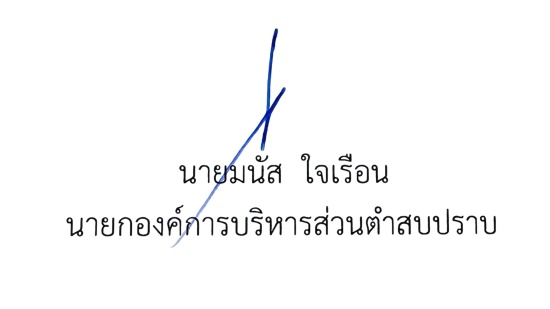 นายมนัส ใจเรือน
นายกองค์การบริหารส่วนตำสบปราบ